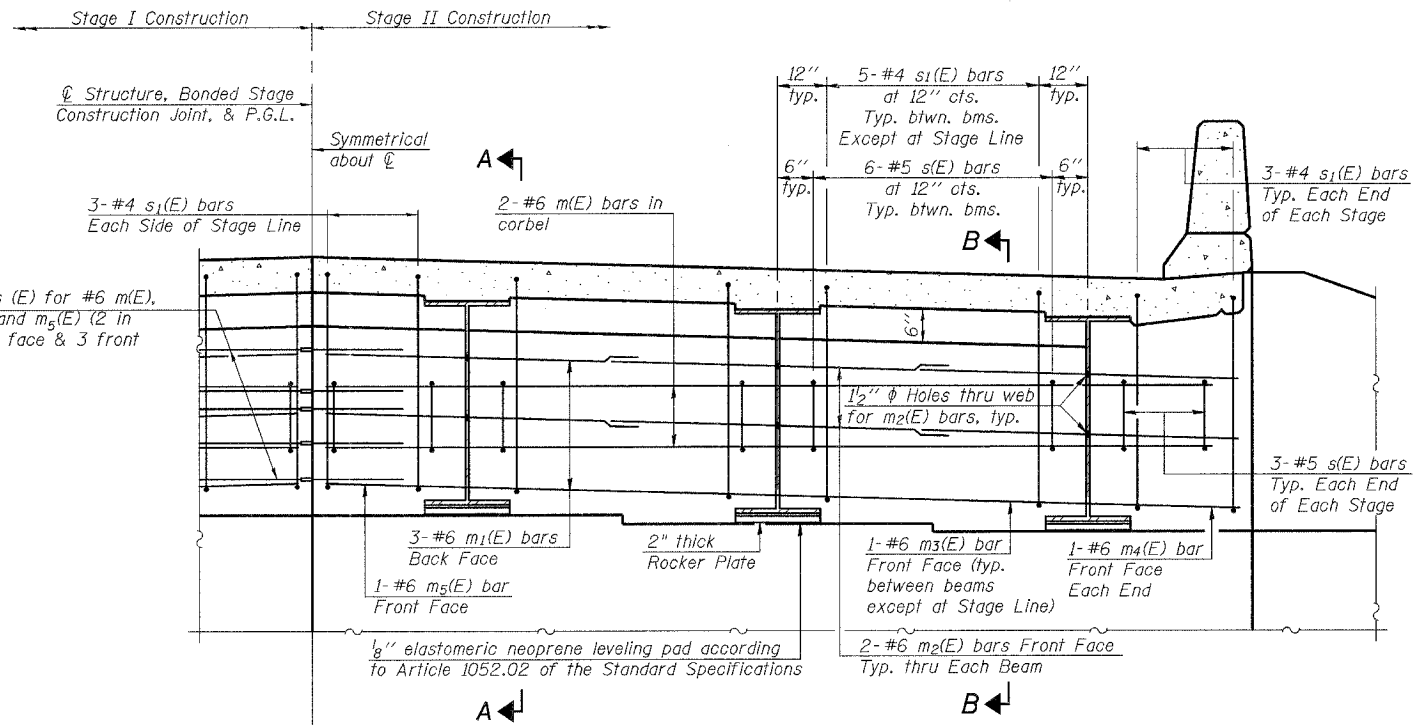 Stage I Construction
Stage II Construction
℄ Structure, Bonded Stage
Construction Joint, & P.G.L.
Symmetrical
about ℄
A
12"
typ.
5-#4 s1(E) bars
at 12" cts.
Typ. btwn. bms.
Except at Stage Line
12"
typ.
6"
typ.
6-#5 s(E) bars
at 12" cts.
Typ. btwn. bms.
6"
typ.
3-#4 s1(E) bars
Typ. Each End
of Each Stage
3-#4 s1(E) bars
Each Side of Stage Line
2-#6 m(E) bars in
corbel
B
s (E) for #6 m(E),
and m5(E) (2 in
face & 3 front
6"
1½" ϕ Holes thru web
for m2(E) bars, typ.
3-#5 s(E) bars
Typ. Each End
of Each Stage
3-#6 m1(E) bars
Back Face
2" thick
Rocker Plate
1-#6 m3(E) bar
Front Face (typ.
between beams
except at Stage Line)
1-#6 m4(E) bar
Front Face
Each End
1-#6 m5(E) bar
Front Face
⅛" elastomeric neoprene leveling pad according
to Article 1052.02 of the Standard Specifications
2-#6 m2(E) bars Front Face
Typ. thru Each Beam
A
B